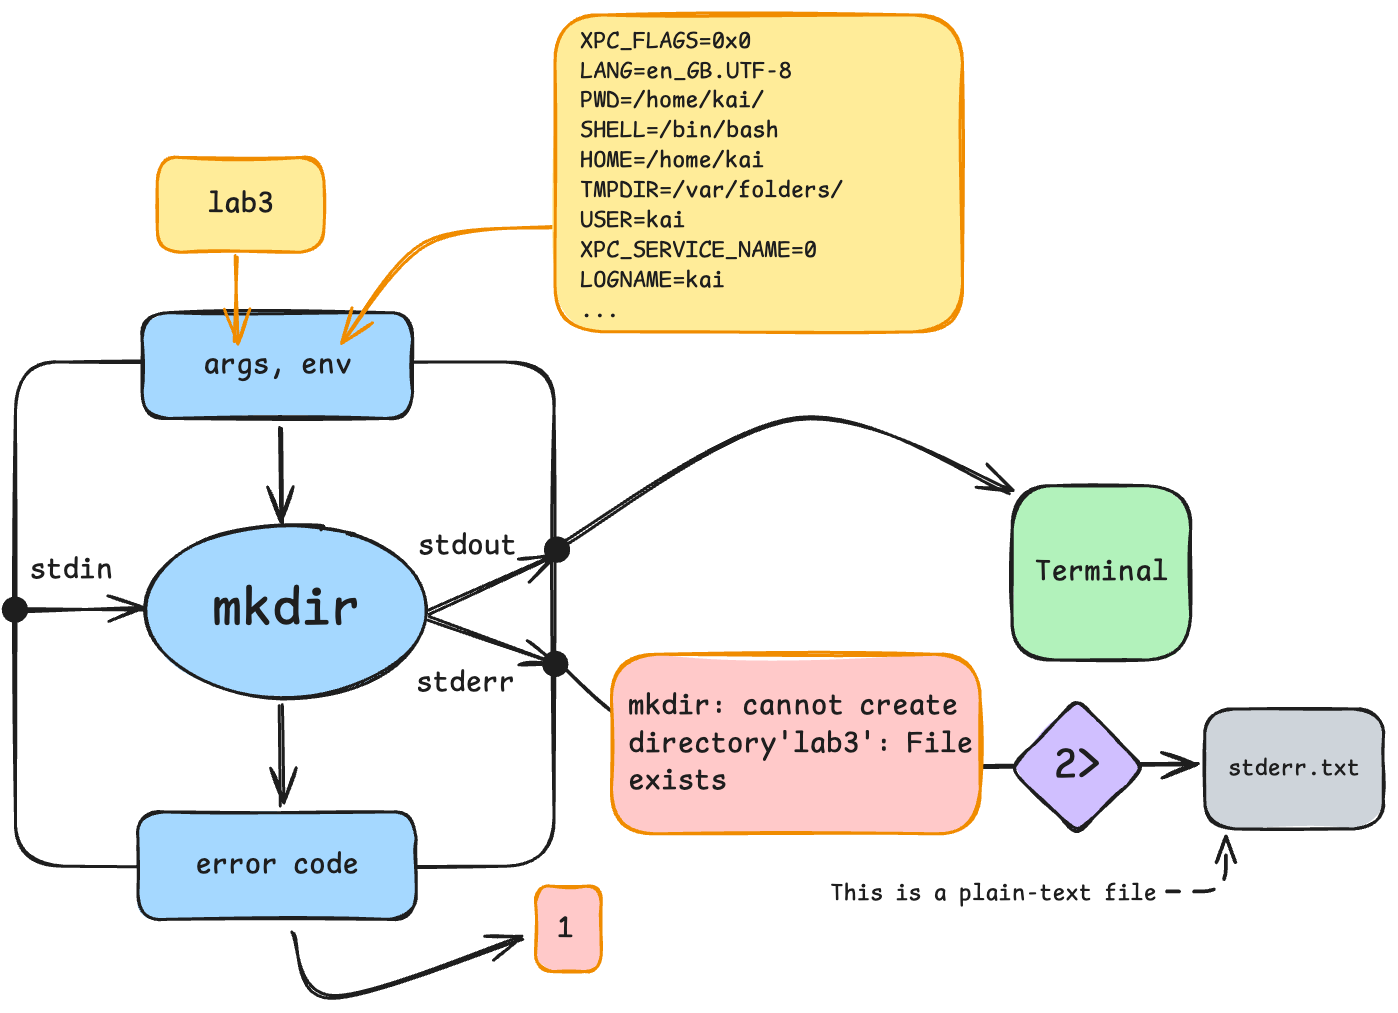 XPC_FLAGS=0x0
LANG=en_GB.UTF-8
PWD=/home/kai/
SHELL=/bin/bash
HOME=/home/kai
TMPDIR=/var/folders/
USER=kai
XPC_SERVICE_NAME=0
LOGNAME=kai
...
lab3
args, env
stdin
mkdir
stdout
stderr
Terminal
mkdir: cannot create
directory'lab3': File
exists
2>
stderr.txt
This is a plain-text file
error code
1